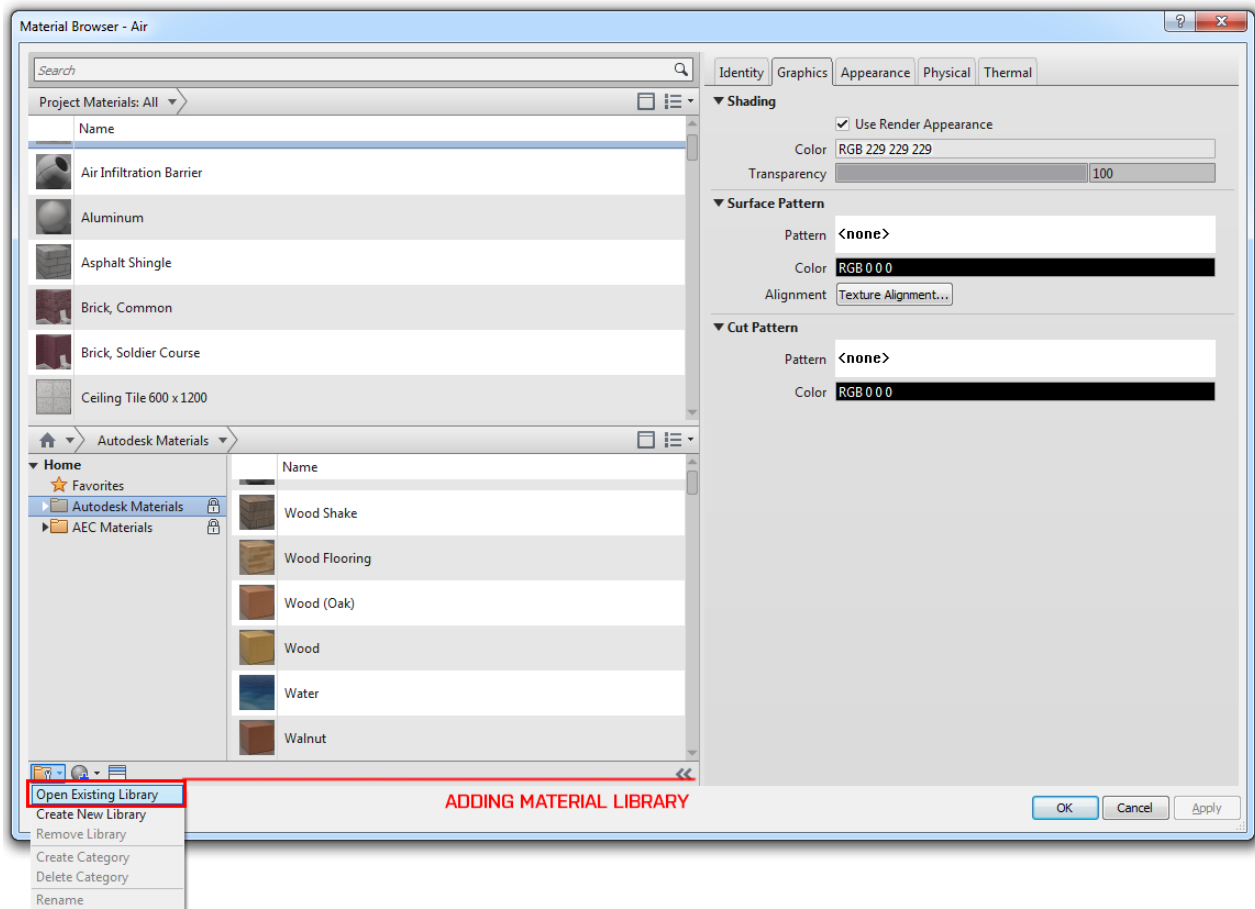 Material Browser - Air
Search
Project Materials: All
Name
Air Infiltration Barrier
Aluminum
Asphalt Shingle
Brick, Common
Brick, Soldier Course
Ceiling Tile 600 x 1200
Autodesk Materials
Home
Favorites
Autodesk Materials
AEC Materials
Name
Wood Shake
Wood Flooring
Wood (Oak)
Wood
Water
Walnut
Identity Graphics Appearance Physical Thermal
Shading
Use Render Appearance
Color RGB 229 229 229
Transparency 100
Surface Pattern
Pattern <none>
Color RGB 0 0 0
Alignment Texture Alignment...
Cut Pattern
Pattern <none>
Color RGB 0 0 0
Open Existing Library
Create New Library
Remove Library
Create Category
Delete Category
Rename
ADDING MATERIAL LIBRARY
OK Cancel Apply